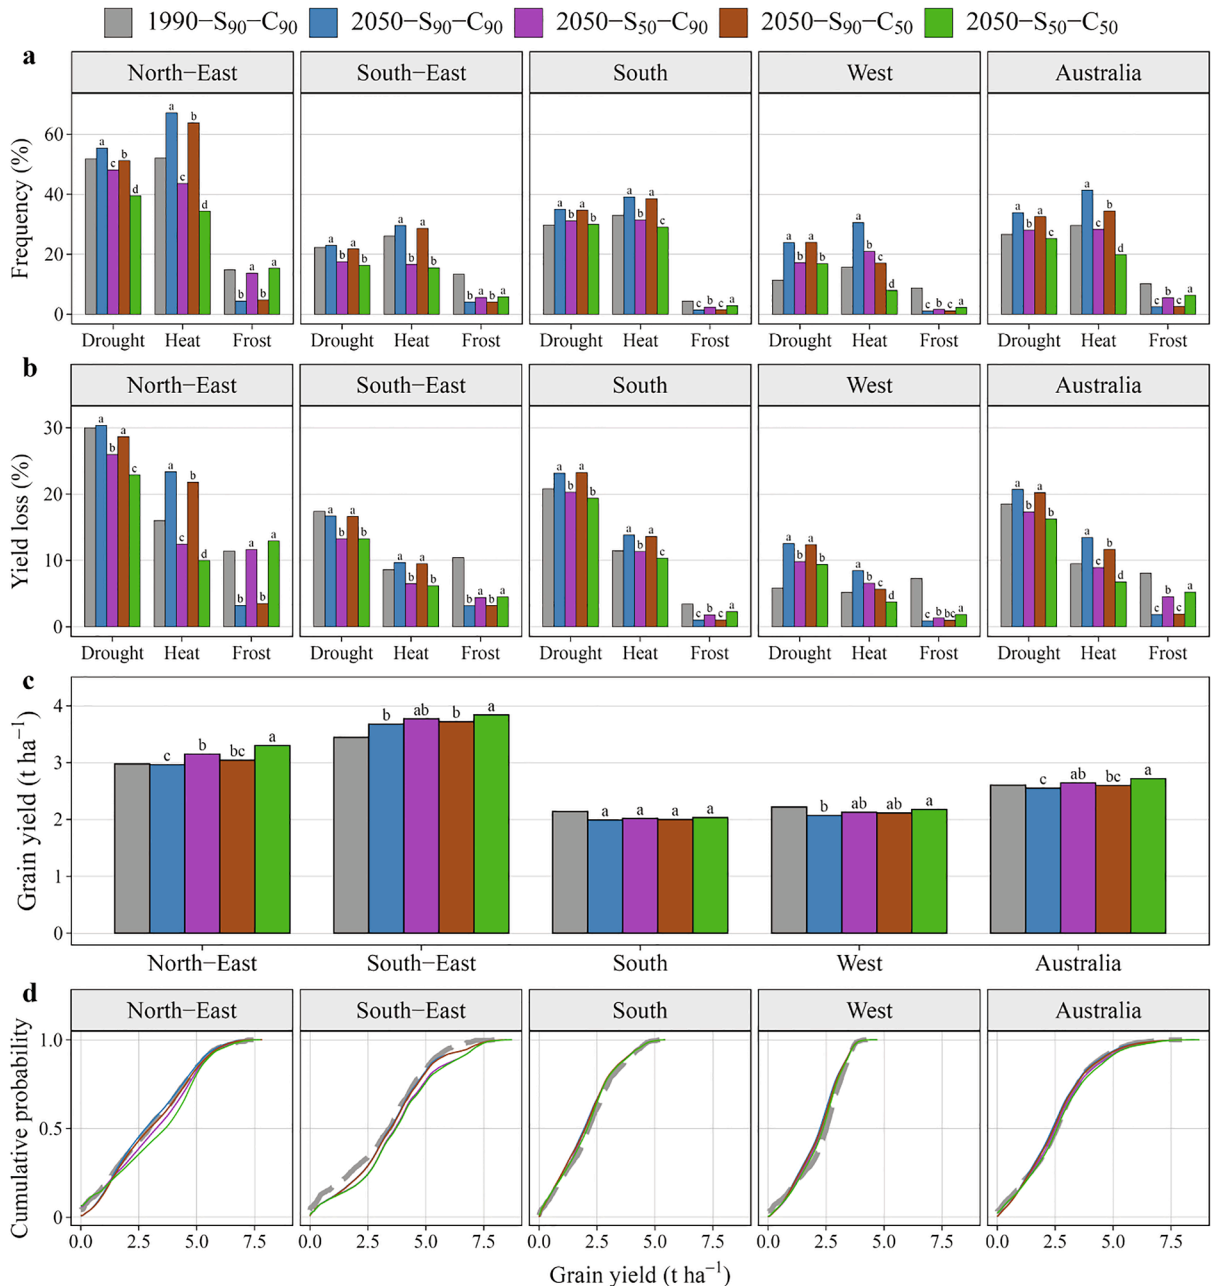 1990−S90−C90 2050−S90−C90 2050−S50−C90 2050−S90−C50 2050−S50−C50
a
North−East South−East South West Australia
Frequency (%)
60
40
20
0
a c b d a c b d b a b a
a b a b a b a b b a b a
a b a b a b a c c b c a
a b a b a b c d c b c a
a b a c a c b d c b c a
Drought Heat Frost Drought Heat Frost Drought Heat Frost Drought Heat Frost Drought Heat Frost
b
North−East South−East South West Australia
Yield loss (%)
30
20
10
0
a b a c a c b d b a b a
a b a b a b a b b a b a
a b a b a b a c c b c a
a b a b a b c d c b c a
a b a b a c b d c b c a
Drought Heat Frost Drought Heat Frost Drought Heat Frost Drought Heat Frost Drought Heat Frost
c
Grain yield (t ha−1)
4
3
2
1
0
c b bc a b ab b a a a a a b ab ab a c ab bc a
North−East South−East South West Australia
d
North−East South−East South West Australia
Cumulative probability
1.0
0.5
0
0.0 2.5 5.0 7.5 0.0 2.5 5.0 7.5 0.0 2.5 5.0 7.5 0.0 2.5 5.0 7.5 0.0 2.5 5.0 7.5
Grain yield (t ha−1)